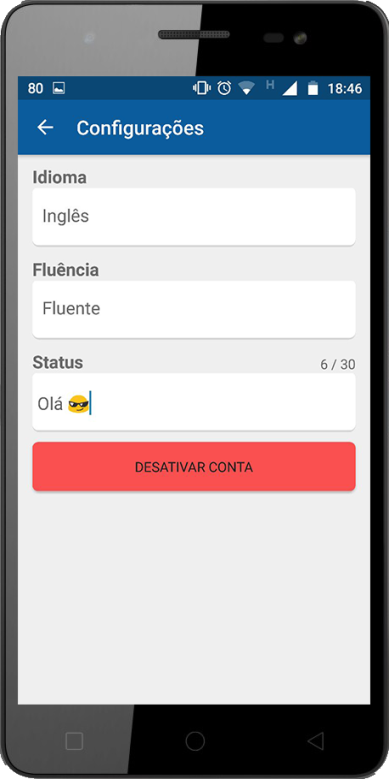 80 H 18:46
Configurações
Idioma
Inglês
Fluência
Fluente
Status 6 / 30
Olá 😎
DESATIVAR CONTA